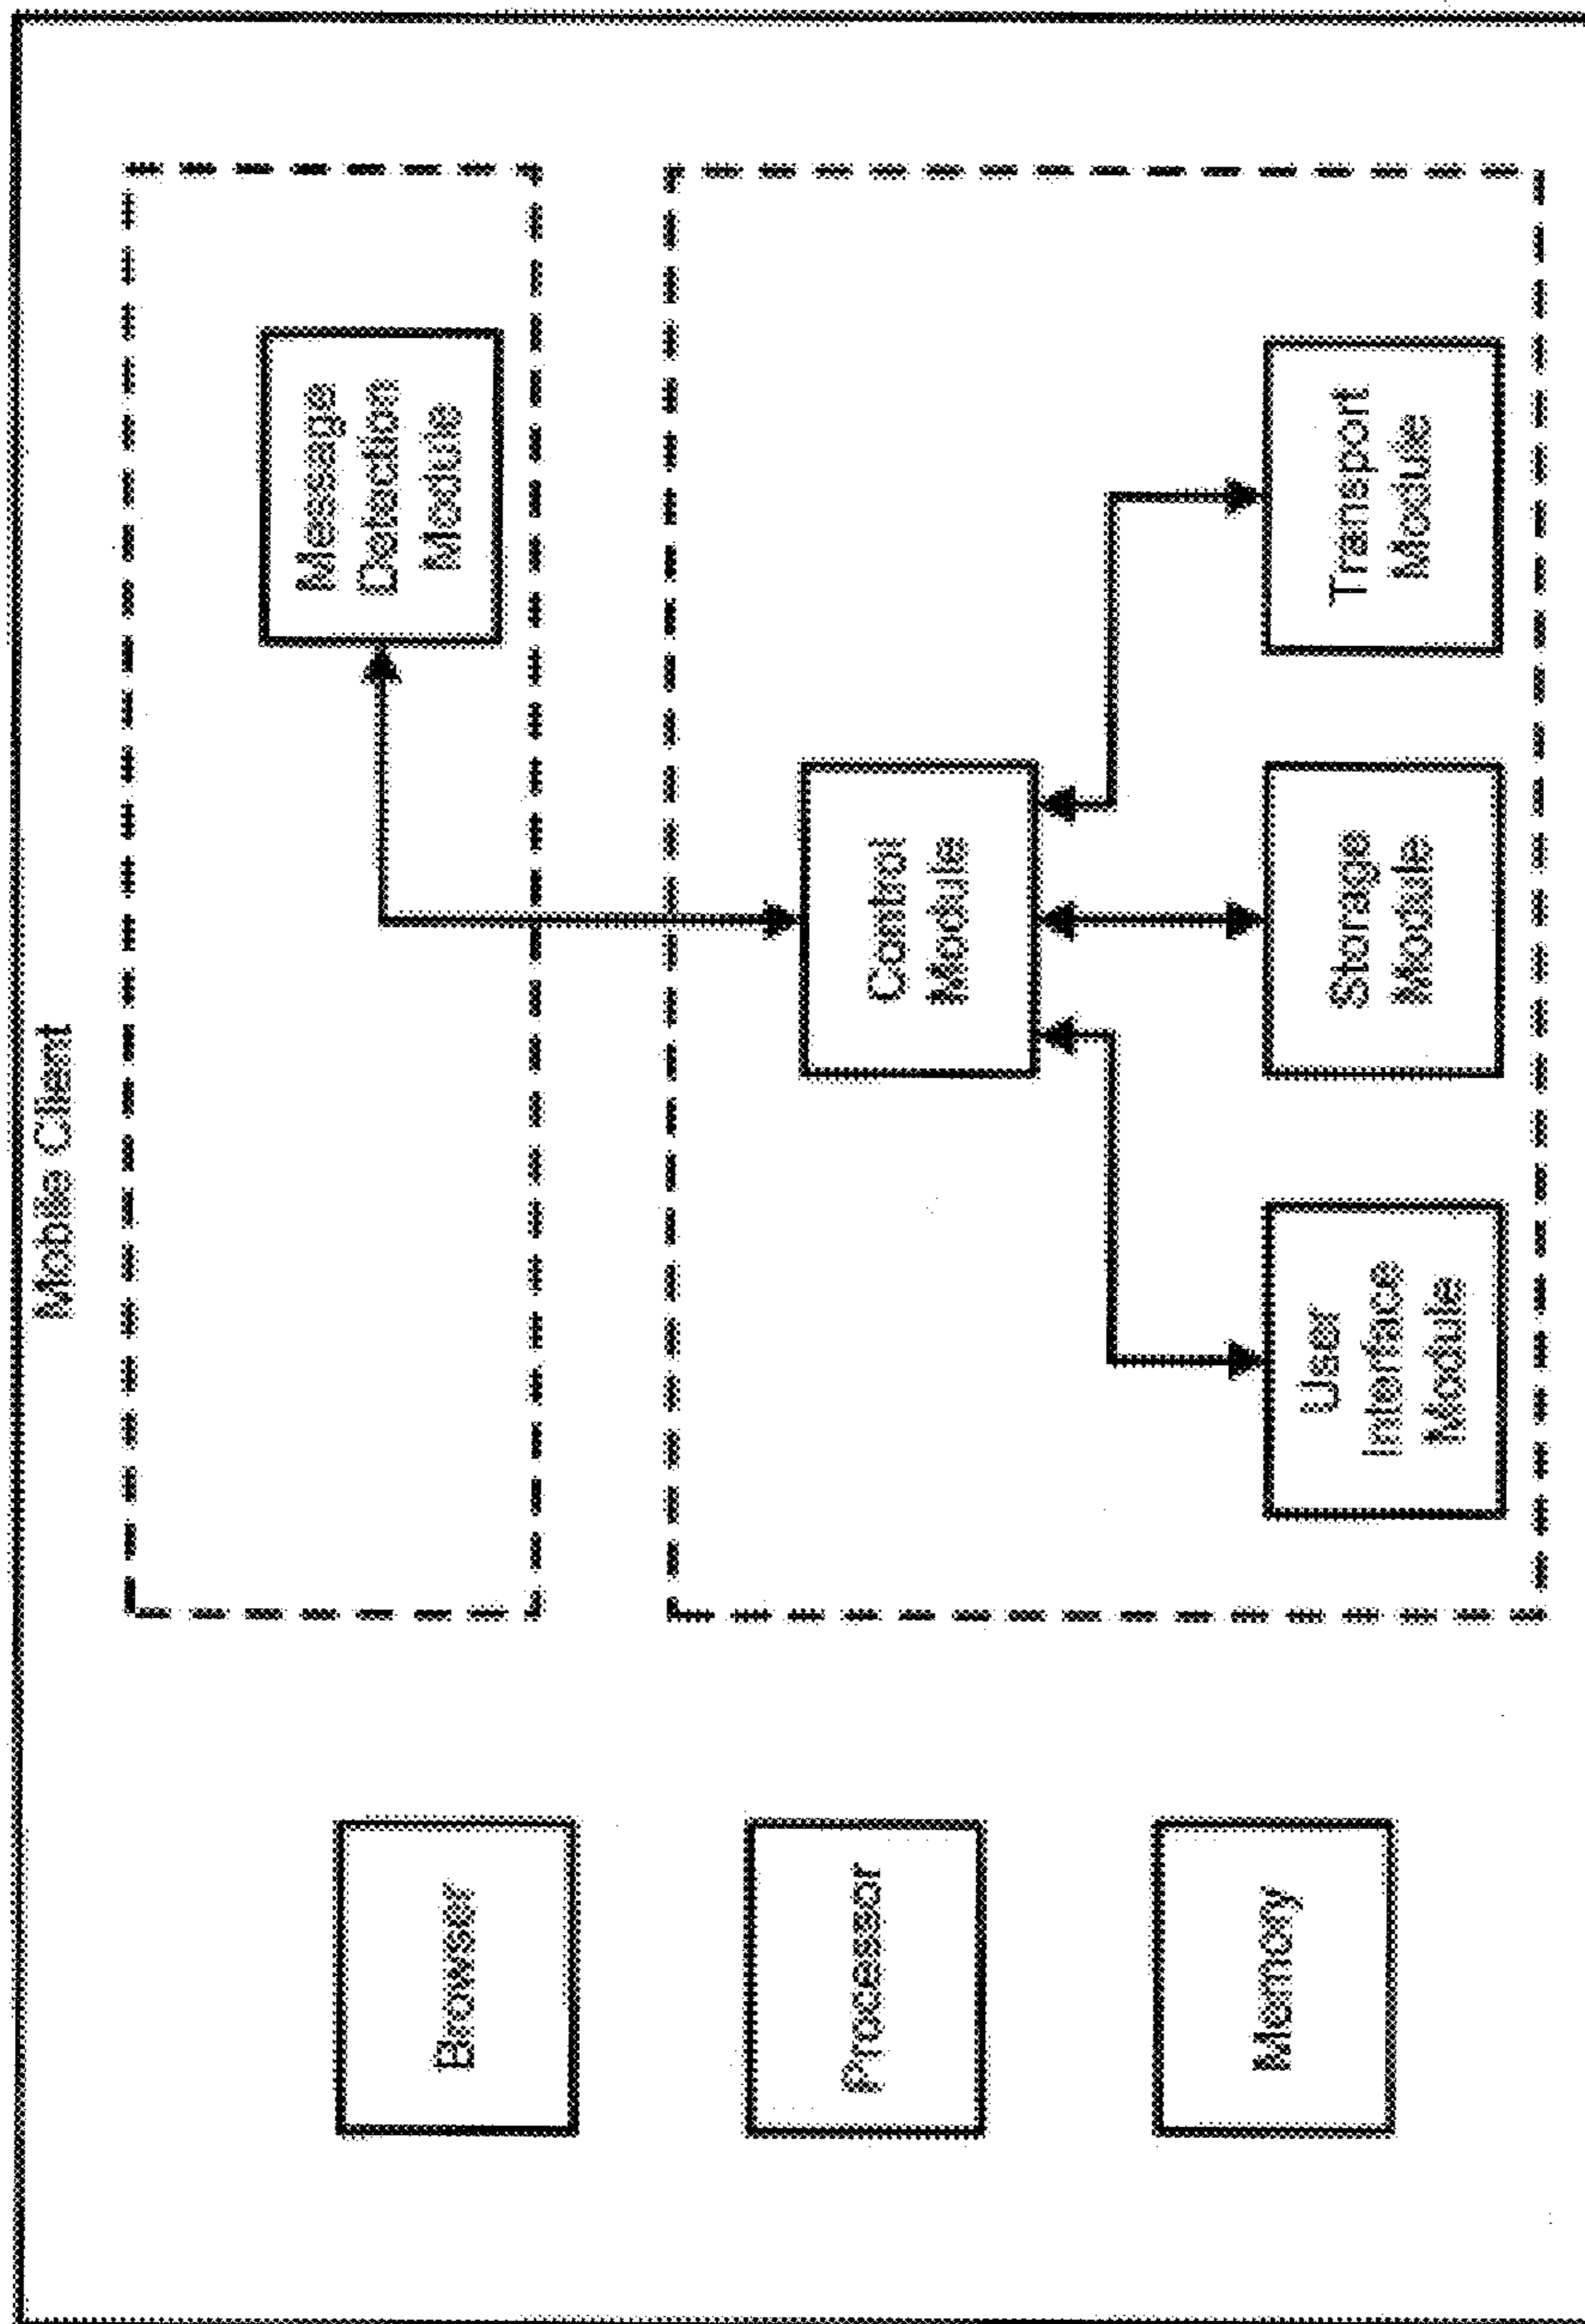 Mobile Client
Browser
Processor
Memory
Message
Detection
Module
Control
Module
User
Interface
Module
Storage
Module
Transport
Module